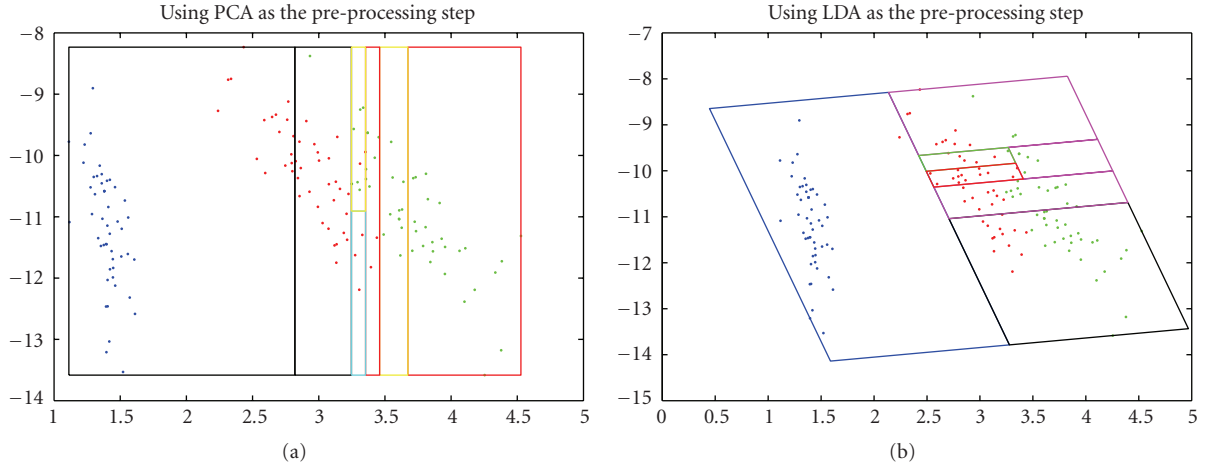 Using PCA as the pre-processing step
−8
−9
−10
−11
−12
−13
−14
1 1.5 2 2.5 3 3.5 4 4.5 5
(a)
Using LDA as the pre-processing step
−7
−8
−9
−10
−11
−12
−13
−14
−15
0 0.5 1 1.5 2 2.5 3 3.5 4 4.5 5
(b)